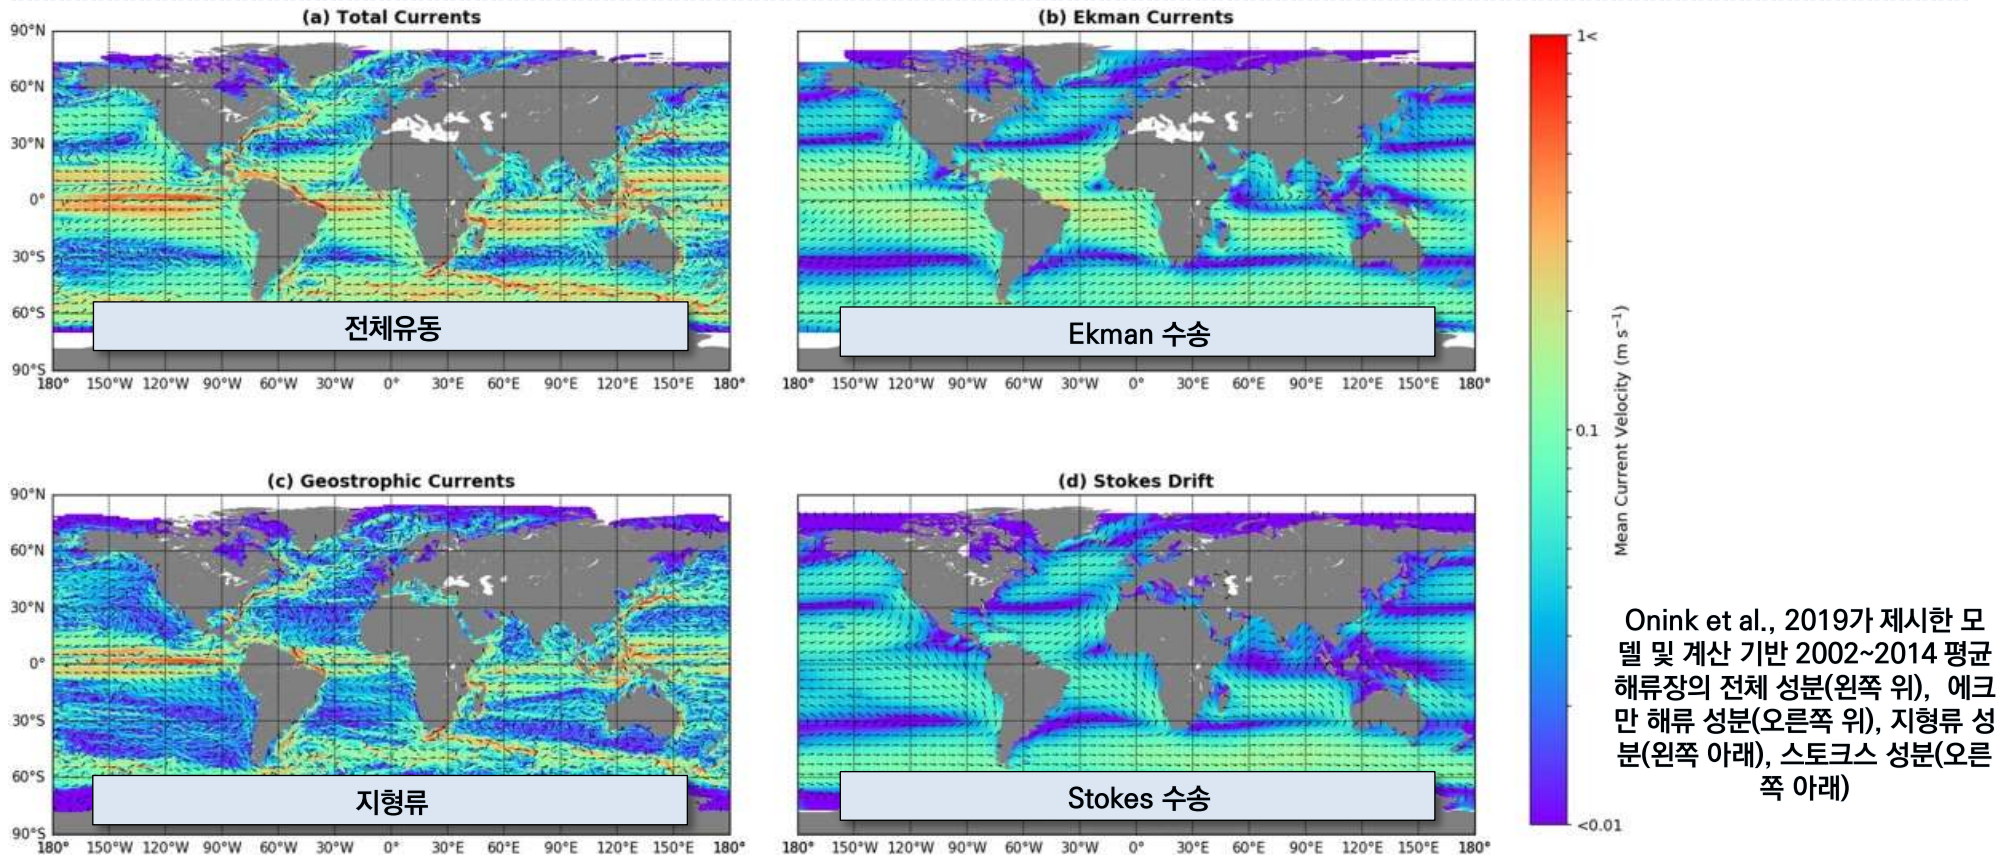 (a) Total Currents
90°N
60°N
30°N
0°
30°S
60°S
90°S
180° 150°W 120°W 90°W 60°W 30°W 0° 30°E 60°E 90°E 120°E 150°E 180°
전체유동
(b) Ekman Currents
180° 150°W 120°W 90°W 60°W 30°W 0° 30°E 60°E 90°E 120°E 150°E 180°
Ekman 수송
(c) Geostrophic Currents
90°N
60°N
30°N
0°
30°S
60°S
90°S
180° 150°W 120°W 90°W 60°W 30°W 0° 30°E 60°E 90°E 120°E 150°E 180°
지형류
(d) Stokes Drift
180° 150°W 120°W 90°W 60°W 30°W 0° 30°E 60°E 90°E 120°E 150°E 180°
Stokes 수송
1<
0.1
<0.01
Mean Current Velocity (m s⁻¹)
Onink et al., 2019가 제시한 모
델 및 계산 기반 2002~2014 평균
해류장의 전체 성분(왼쪽 위), 에크
만 해류 성분(오른쪽 위), 지형류 성
분(왼쪽 아래), 스토크스 성분(오른
쪽 아래)